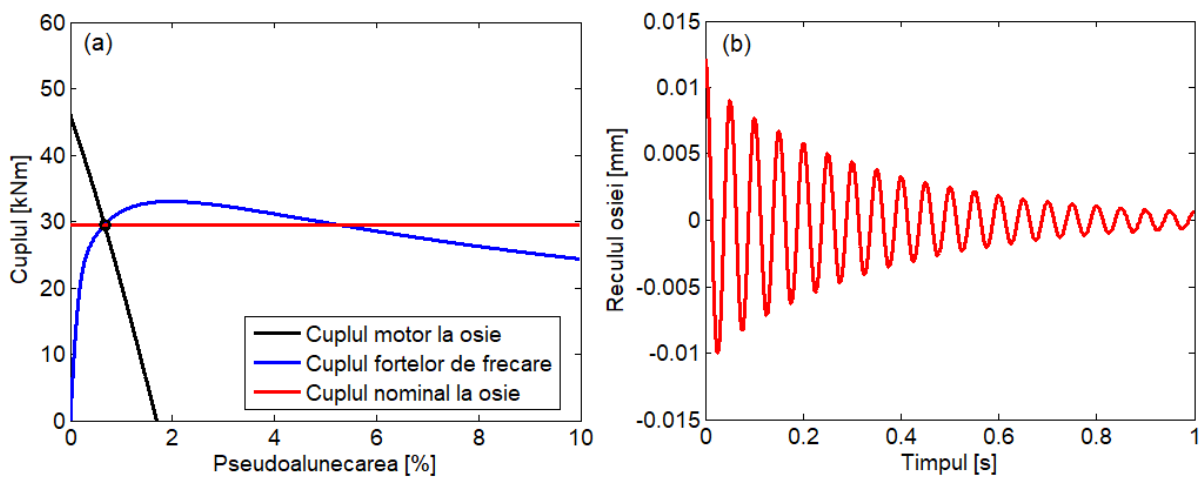 (a)
60
50
40
30
20
10
0
Cuplul [kNm]
Cuplul motor la osie
Cuplul fortelor de frecare
Cuplul nominal la osie
0 2 4 6 8 10
Pseudoalunecarea [%]
(b)
0.015
0.01
0.005
0
-0.005
-0.01
-0.015
Reculul osiei [mm]
0 0.2 0.4 0.6 0.8 1
Timpul [s]